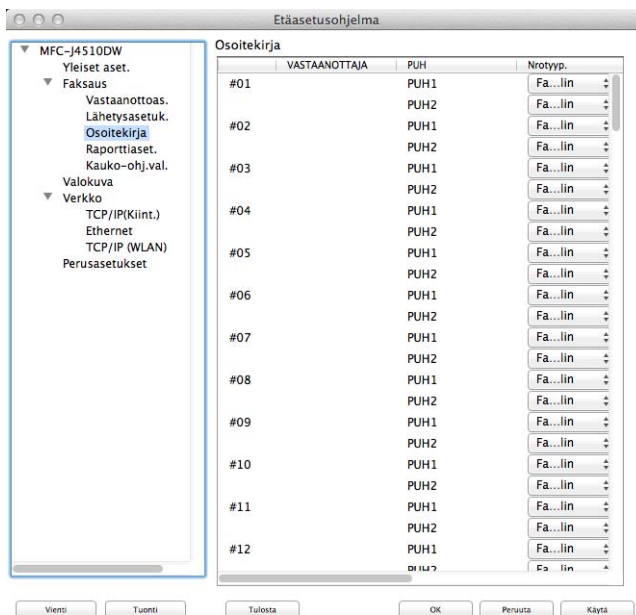 Etäasetusohjelma
MFC-J4510DW
Yleiset aset.
Faksaus
Vastaanottoas.
Lähetysasetuk.
Osoitekirja
Raporttiaset.
Kauko-ohj.val.
Valokuva
Verkko
TCP/IP(Kiint.)
Ethernet
TCP/IP (WLAN)
Perusasetukset
Osoitekirja
VASTAANOTTAJA PUH Nrotyyp.
#01 PUH1 Fa...lin
PUH2 Fa...lin
#02 PUH1 Fa...lin
PUH2 Fa...lin
#03 PUH1 Fa...lin
PUH2 Fa...lin
#04 PUH1 Fa...lin
PUH2 Fa...lin
#05 PUH1 Fa...lin
PUH2 Fa...lin
#06 PUH1 Fa...lin
PUH2 Fa...lin
#07 PUH1 Fa...lin
PUH2 Fa...lin
#08 PUH1 Fa...lin
PUH2 Fa...lin
#09 PUH1 Fa...lin
PUH2 Fa...lin
#10 PUH1 Fa...lin
PUH2 Fa...lin
#11 PUH1 Fa...lin
PUH2 Fa...lin
#12 PUH1 Fa...lin
PUH2 Fa...lin
Vienti Tuonti Tulosta OK Peruuta Käytä